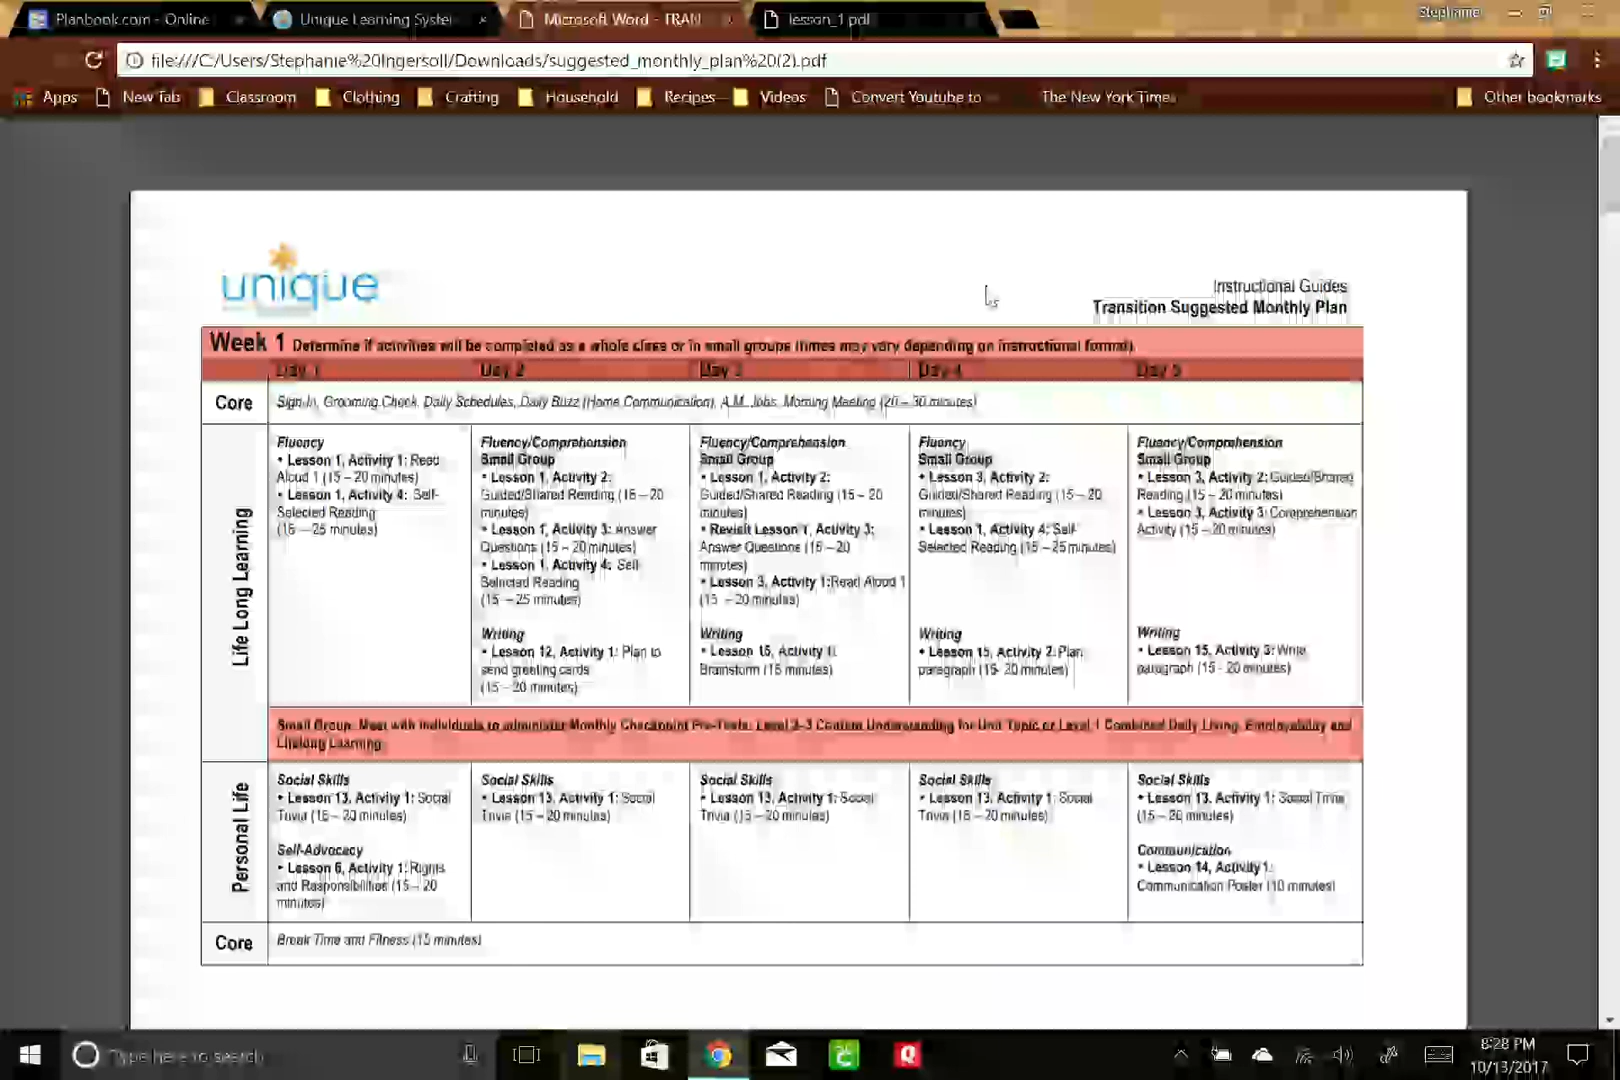 Planbook.com - Online
Unique Learning Syste
Microsoft Word - TRAN
lesson_1.pdf
Stephanie
file:///C:/Users/Stephanie%20Ingersoll/Downloads/suggested_monthly_plan%20(2).pdf
Apps
New Tab
Classroom
Clothing
Crafting
Household
Recipes
Videos
Convert Youtube to
The New York Times
Other bookmarks
unique
Instructional Guides
Transition Suggested Monthly Plan
Week 1 Determine if activities will be completed as a whole class or in small groups (times may vary depending on instructional format).
Day 1
Day 2
Day 3
Day 4
Day 5
Core
Sign-In, Grooming Check, Daily Schedules, Daily Buzz (Home Communication), A.M. Jobs, Morning Meeting (20 – 30 minutes)
Life Long Learning
Fluency
• Lesson 1, Activity 1: Read
Aloud 1 (15 – 20 minutes)
• Lesson 1, Activity 4: Self-
Selected Reading
(15 – 25 minutes)
Fluency/Comprehension
Small Group
• Lesson 1, Activity 2:
Guided/Shared Reading (15 – 20
minutes)
• Lesson 1, Activity 3: Answer
Questions (15 – 20 minutes)
• Lesson 1, Activity 4: Self-
Selected Reading
(15 – 25 minutes)
Writing
• Lesson 12, Activity 1: Plan to
send greeting cards
(15 – 20 minutes)
Fluency/Comprehension
Small Group
• Lesson 1, Activity 2:
Guided/Shared Reading (15 – 20
minutes)
• Revisit Lesson 1, Activity 3:
Answer Questions (15 – 20
minutes)
• Lesson 3, Activity 1:Read Aloud 1
(15 – 20 minutes)
Writing
• Lesson 15, Activity 1:
Brainstorm (15 minutes)
Fluency
Small Group
• Lesson 3, Activity 2:
Guided/Shared Reading (15 – 20
minutes)
• Lesson 1, Activity 4: Self-
Selected Reading (15 – 25 minutes)
Writing
• Lesson 15, Activity 2: Plan
paragraph (15- 20 minutes)
Fluency/Comprehension
Small Group
• Lesson 3, Activity 2: Guided/Shared
Reading (15 – 20 minutes)
• Lesson 3, Activity 3: Comprehension
Activity (15 – 20 minutes)
Writing
• Lesson 15, Activity 3: Write
paragraph (15 - 20 minutes)
Small Group: Meet with individuals to administer Monthly Checkpoint Pre-Tests: Level 2–3 Content Understanding for Unit Topic or Level 1 Combined Daily Living, Employability and
Lifelong Learning
Personal Life
Social Skills
• Lesson 13, Activity 1: Social
Trivia (15 – 20 minutes)
Self-Advocacy
• Lesson 6, Activity 1: Rights
and Responsibilities (15 – 20
minutes)
Social Skills
• Lesson 13, Activity 1: Social
Trivia (15 – 20 minutes)
Social Skills
• Lesson 13, Activity 1: Social
Trivia (15 – 20 minutes)
Social Skills
• Lesson 13, Activity 1: Social
Trivia (15 – 20 minutes)
Social Skills
• Lesson 13, Activity 1: Social Trivia
(15 – 20 minutes)
Communication
• Lesson 14, Activity 1:
Communication Poster (10 minutes)
Core
Break Time and Fitness (15 minutes)
Type here to search
8:28 PM
10/13/2017